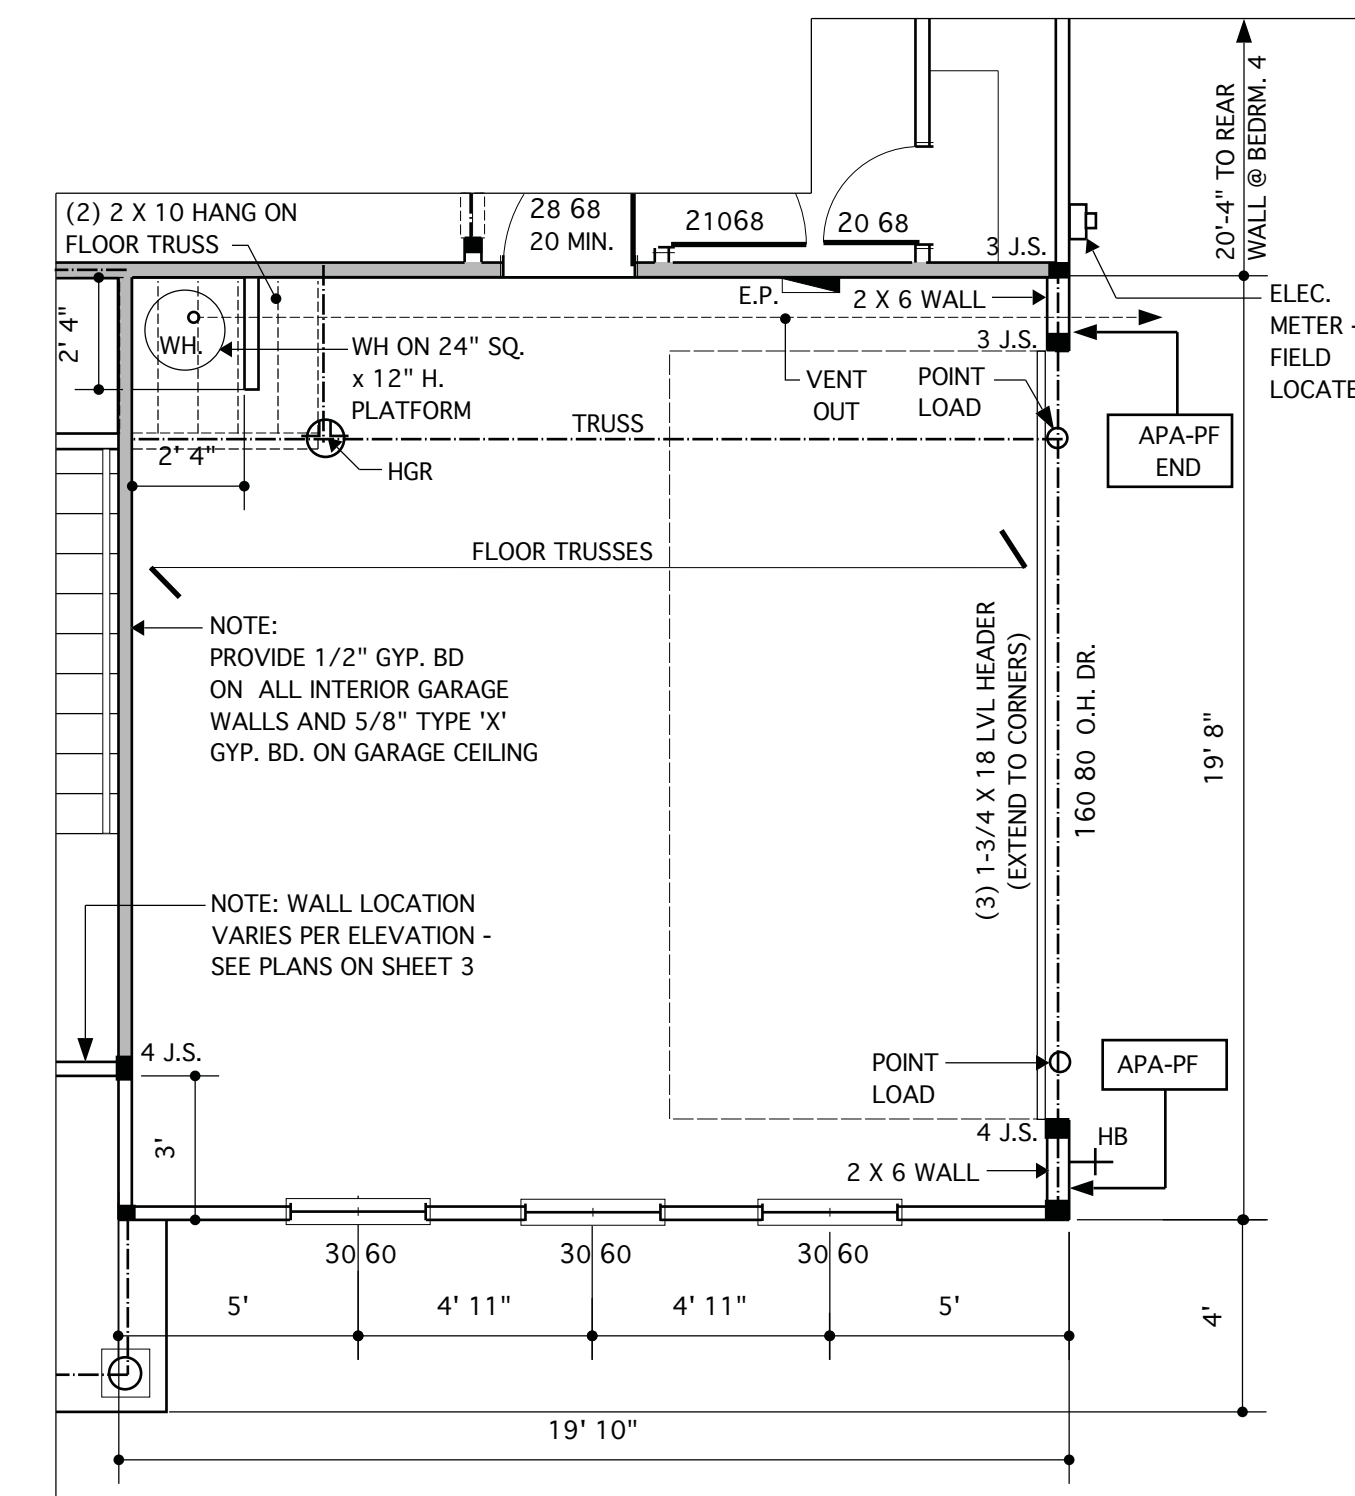 20'-4" TO REAR
WALL @ BEDRM. 4
(2) 2 X 10 HANG ON
FLOOR TRUSS
28 68
20 MIN.
21068
20 68
3 J.S.
E.P.
2 X 6 WALL
ELEC.
METER -
FIELD
LOCATE
2' 4"
WH.
WH ON 24" SQ.
x 12" H.
PLATFORM
3 J.S.
VENT
OUT
POINT
LOAD
TRUSS
APA-PF
END
2' 4"
HGR
FLOOR TRUSSES
NOTE:
PROVIDE 1/2" GYP. BD
ON ALL INTERIOR GARAGE
WALLS AND 5/8" TYPE 'X'
GYP. BD. ON GARAGE CEILING
(3) 1-3/4 X 18 LVL HEADER
(EXTEND TO CORNERS)
160 80 O.H. DR.
19' 8"
NOTE: WALL LOCATION
VARIES PER ELEVATION -
SEE PLANS ON SHEET 3
4 J.S.
POINT
LOAD
APA-PF
3'
4 J.S.
HB
2 X 6 WALL
30 60
30 60
30 60
5'
4' 11"
4' 11"
5'
4'
19' 10"